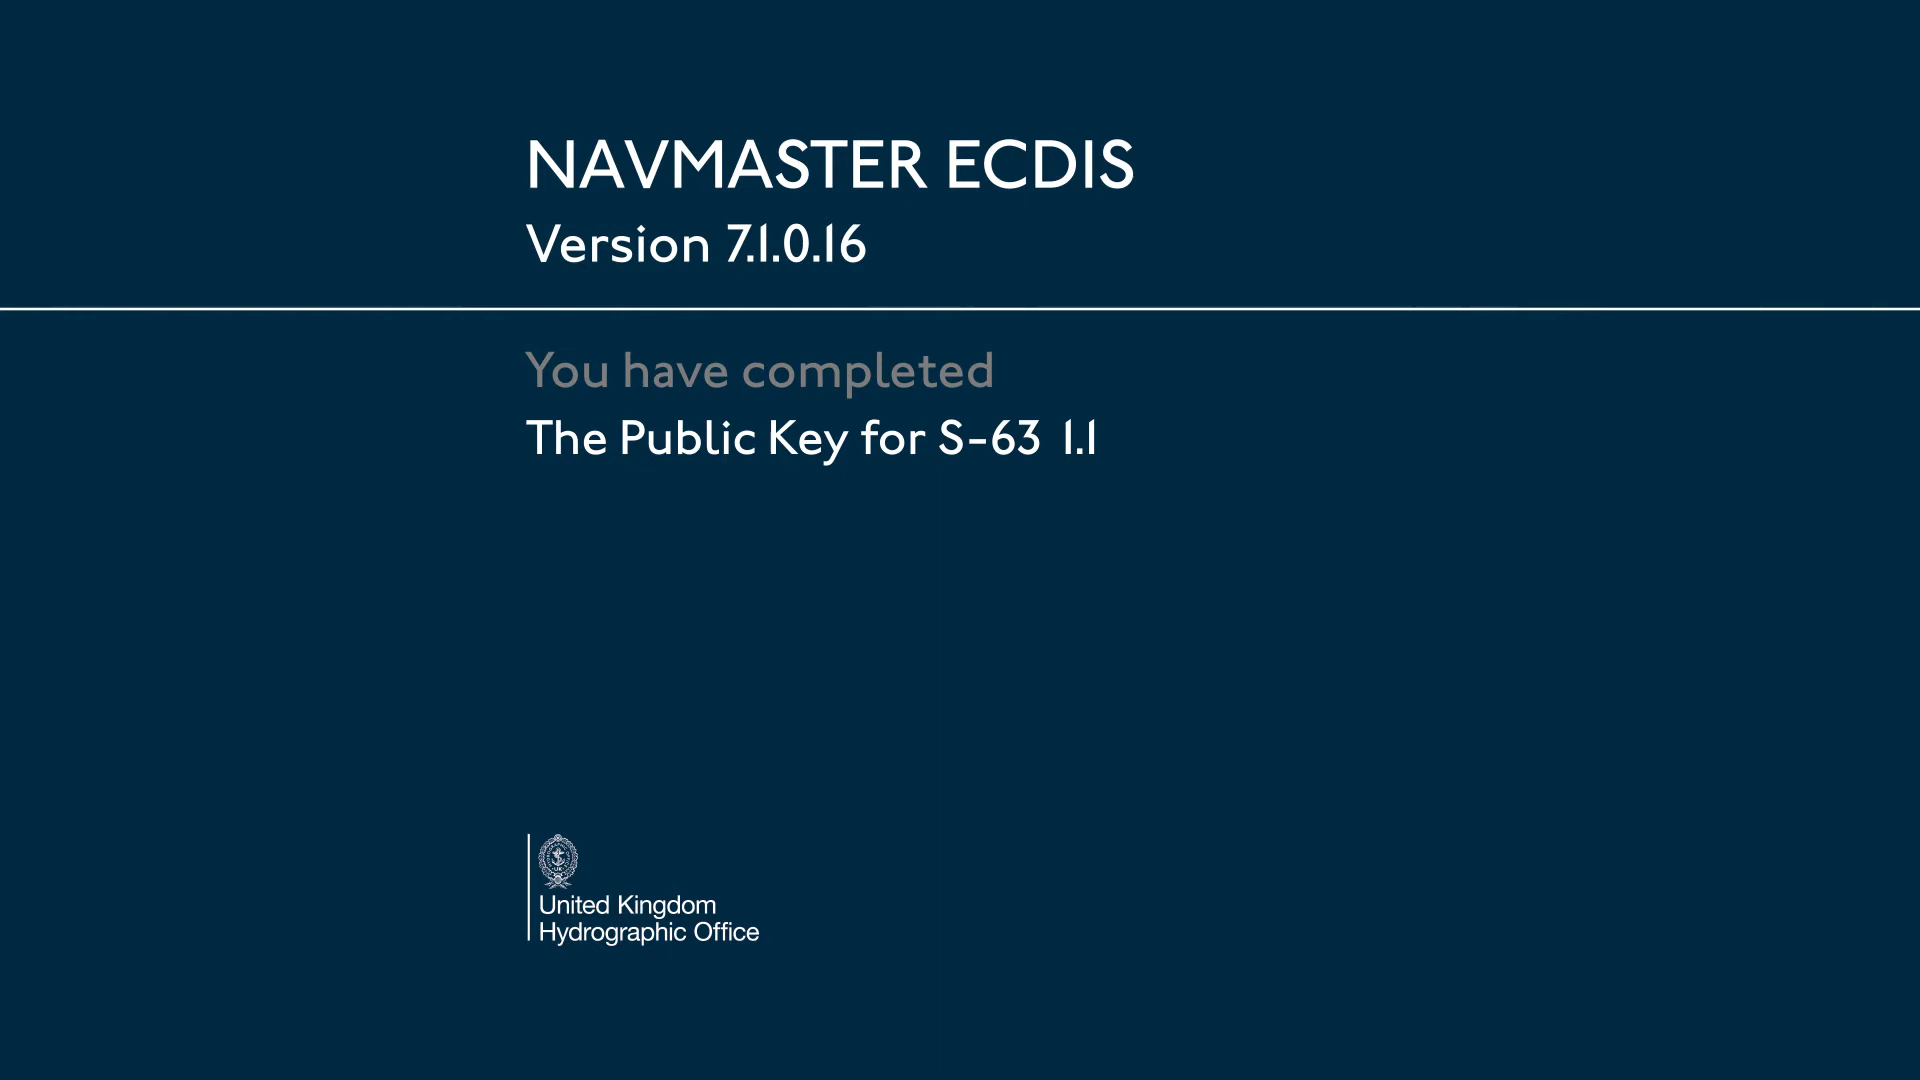 NAVMASTER ECDIS
Version 7.1.0.16
You have completed
The Public Key for S-63 1.1
United Kingdom
Hydrographic Office